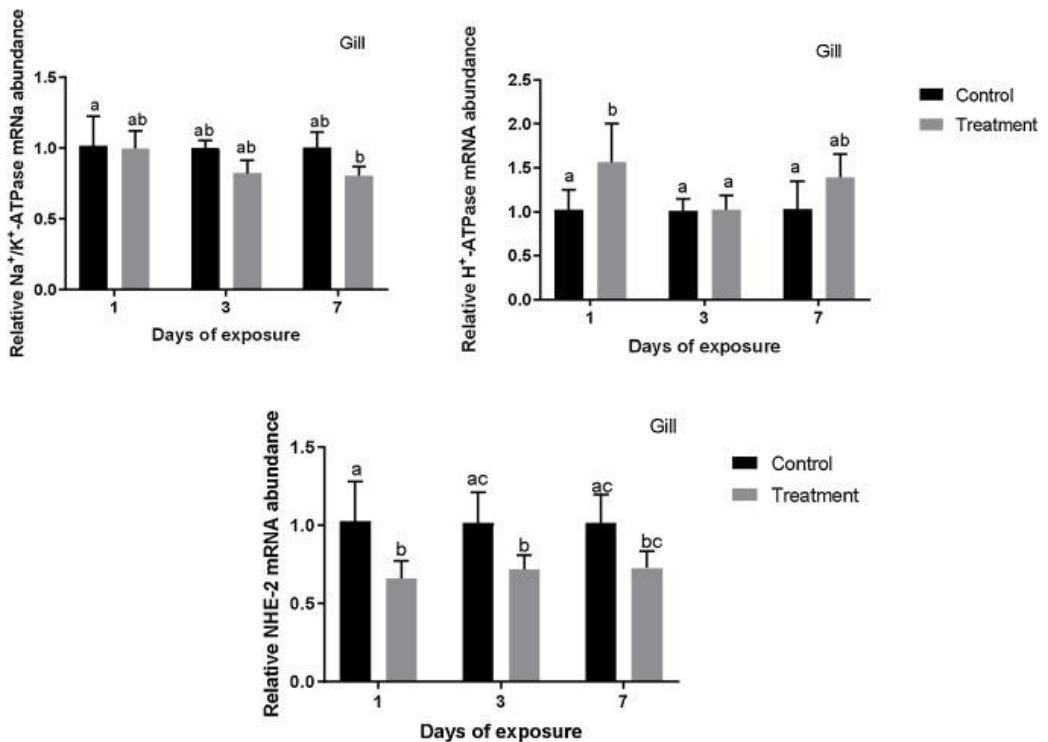 Gill
Relative Na⁺/K⁺-ATPase mRNa abundance
1.5
1.0
0.5
0.0
a
ab
ab
ab
ab
b
1
3
7
Days of exposure
Gill
Relative H⁺-ATPase mRNA abundance
2.5
2.0
1.5
1.0
0.5
0.0
a
b
a
a
a
ab
1
3
7
Days of exposure
Control
Treatment
Gill
Relative NHE-2 mRNA abundance
1.5
1.0
0.5
0.0
a
b
ac
b
ac
bc
1
3
7
Days of exposure
Control
Treatment